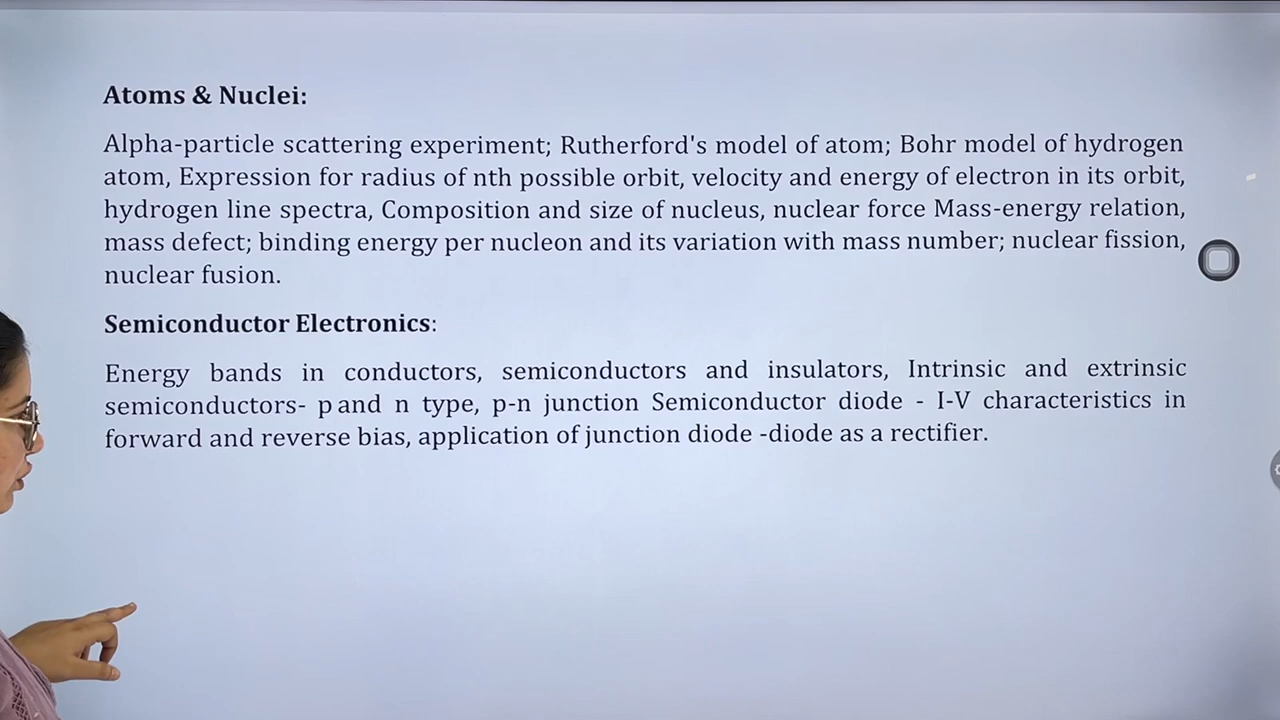 Atoms & Nuclei:
Alpha-particle scattering experiment; Rutherford's model of atom; Bohr model of hydrogen
atom, Expression for radius of nth possible orbit, velocity and energy of electron in its orbit,
hydrogen line spectra, Composition and size of nucleus, nuclear force Mass-energy relation,
mass defect; binding energy per nucleon and its variation with mass number; nuclear fission,
nuclear fusion.
Semiconductor Electronics:
Energy bands in conductors, semiconductors and insulators, Intrinsic and extrinsic
semiconductors- p and n type, p-n junction Semiconductor diode - I-V characteristics in
forward and reverse bias, application of junction diode -diode as a rectifier.